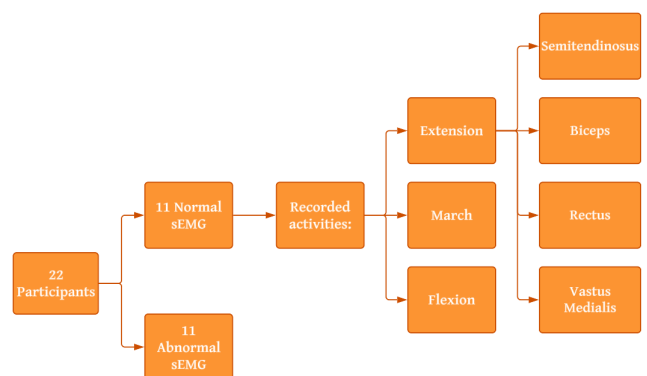 22
Participants
11 Normal
sEMG
11
Abnormal
sEMG
Recorded
activities:
Extension
March
Flexion
Semitendinosus
Biceps
Rectus
Vastus
Medialis